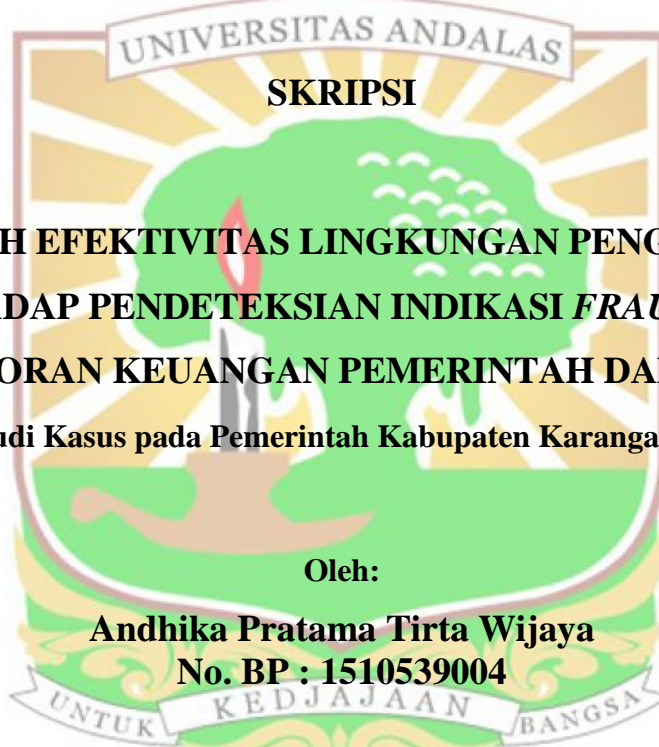 UNIVERSITAS ANDALAS
SKRIPSI
H EFEKTIVITAS LINGKUNGAN PENG
ADAP PENDETEKSIAN INDIKASI FRAU
ORAN KEUANGAN PEMERINTAH DA
udi Kasus pada Pemerintah Kabupaten Karanga
Oleh:
Andhika Pratama Tirta Wijaya
No. BP : 1510539004
UNTUK KEDJAJAAN BANGSA